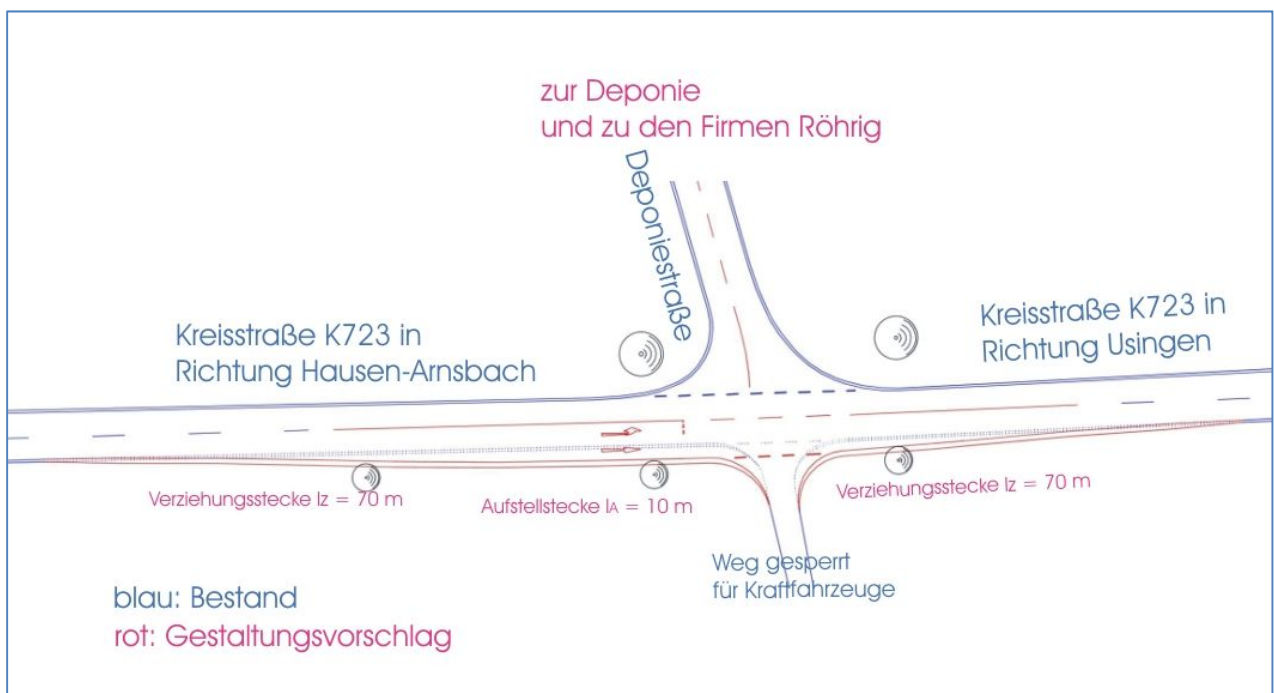 zur Deponie
und zu den Firmen Röhrig
Deponiestraße
Kreisstraße K723 in
Richtung Hausen-Arnsbach
Kreisstraße K723 in
Richtung Usingen
Verziehungsstecke lz = 70 m
Aufstellstecke lA = 10 m
Verziehungsstecke lz = 70 m
Weg gesperrt
für Kraftfahrzeuge
blau: Bestand
rot: Gestaltungsvorschlag